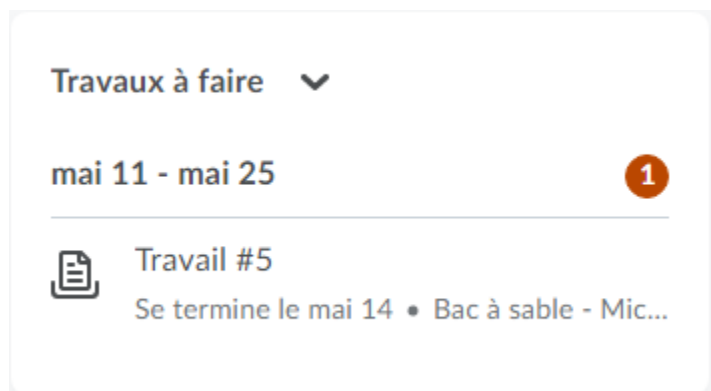 Travaux à faire
mai 11 - mai 25
1
Travail #5
Se termine le mai 14 • Bac à sable - Mic...